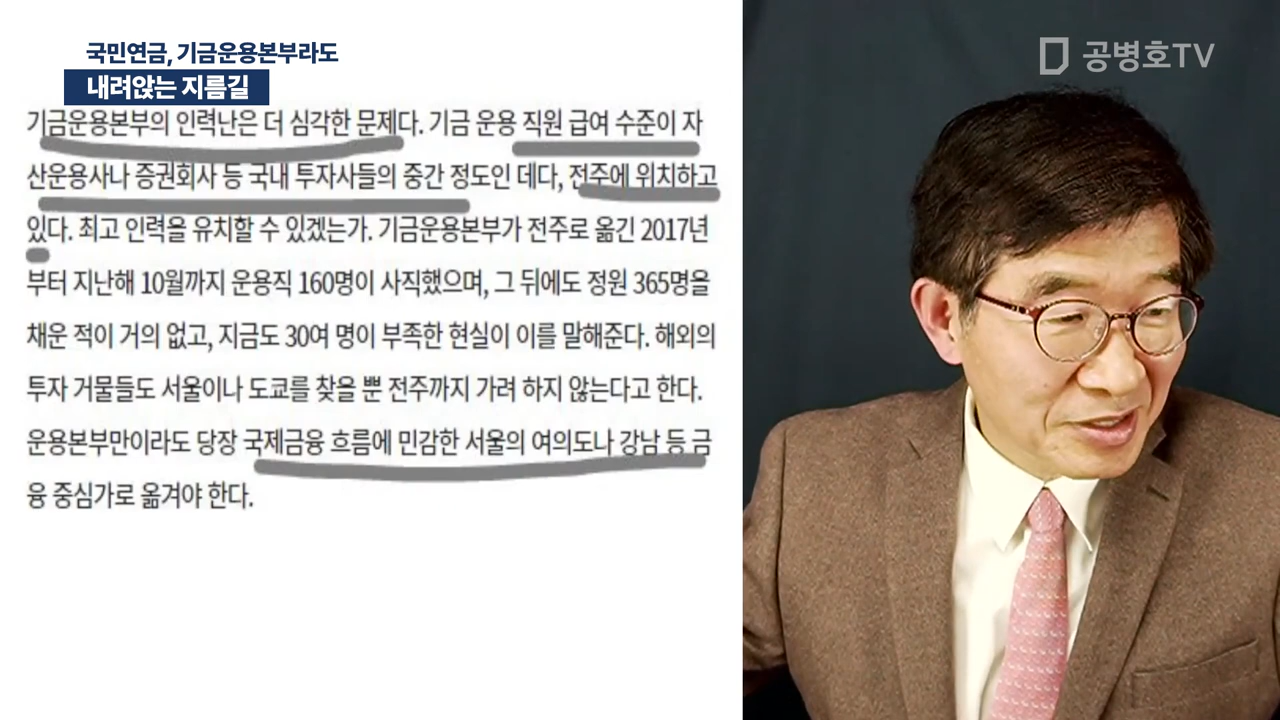 국민연금, 기금운용본부라도
내려앉는 지름길
공병호TV
기금운용본부의 인력난은 더 심각한 문제다. 기금 운용 직원 급여 수준이 자
산운용사나 증권회사 등 국내 투자사들의 중간 정도인 데다, 전주에 위치하고
있다. 최고 인력을 유치할 수 있겠는가. 기금운용본부가 전주로 옮긴 2017년
부터 지난해 10월까지 운용직 160명이 사직했으며, 그 뒤에도 정원 365명을
채운 적이 거의 없고, 지금도 30여 명이 부족한 현실이 이를 말해준다. 해외의
투자 거물들도 서울이나 도쿄를 찾을 뿐 전주까지 가려 하지 않는다고 한다.
운용본부만이라도 당장 국제금융 흐름에 민감한 서울의 여의도나 강남 등 금
융 중심가로 옮겨야 한다.